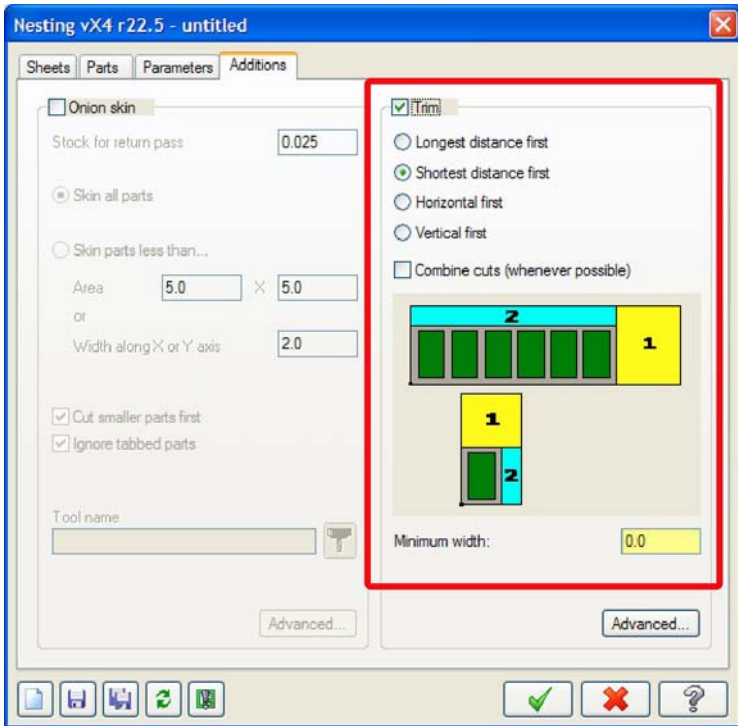 Nesting vX4 r22.5 - untitled
Sheets Parts Parameters Additions
Onion skin
Stock for return pass 0.025
Skin all parts
Skin parts less than...
Area 5.0 X 5.0
or
Width along X or Y axis 2.0
Cut smaller parts first
Ignore tabbed parts
Tool name
Advanced...
Trim
Longest distance first
Shortest distance first
Horizontal first
Vertical first
Combine cuts (whenever possible)
2
1
1
2
Minimum width: 0.0
Advanced...